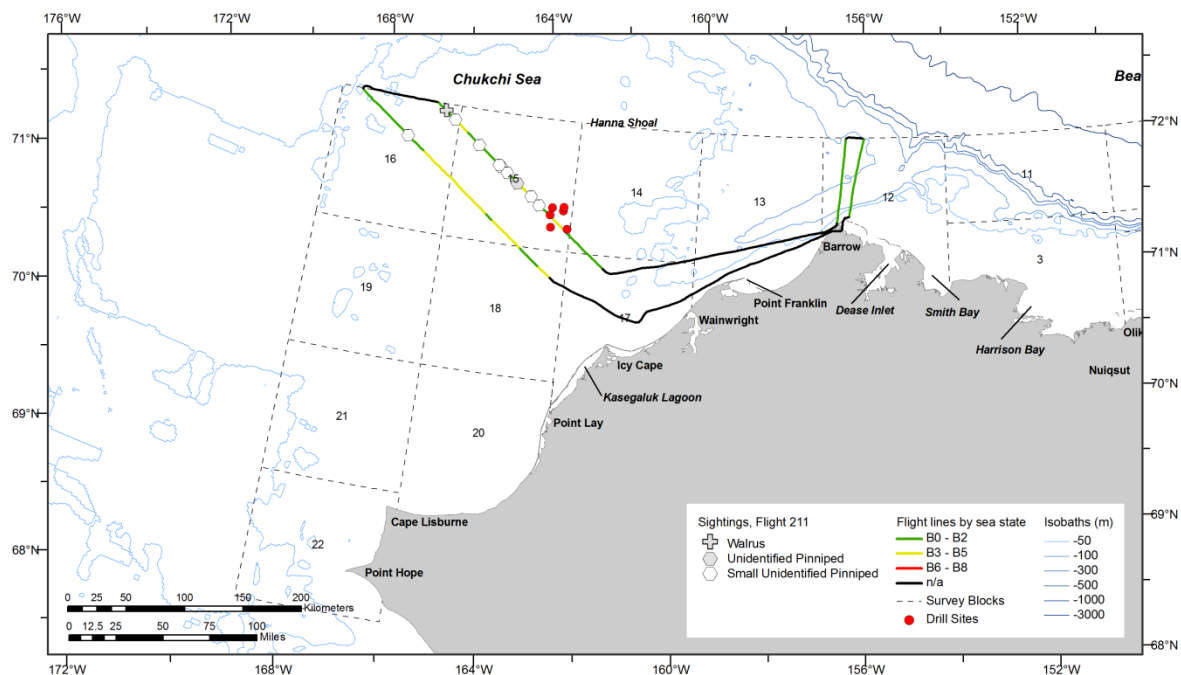 176°W 168°W 164°W 160°W 156°W 152°W
Chukchi Sea
Bea
72°N
71°N
Hanna Shoal
16
15
14
13
12
11
71°N
Barrow
3
70°N
19
18
17
Point Franklin
Dease Inlet
Smith Bay
Wainwright
Harrison Bay
Olik
Icy Cape
Nuiqsut
70°N
Kasegaluk Lagoon
69°N
21
20
Point Lay
Cape Lisburne
69°N
68°N
22
Point Hope
0 25 50 100 150 200
Kilometers
0 12.5 25 50 75 100
Miles
Sightings, Flight 211
Walrus
Unidentified Pinniped
Small Unidentified Pinniped
Flight lines by sea state
B0 - B2
B3 - B5
B6 - B8
n/a
Survey Blocks
Drill Sites
Isobaths (m)
-50
-100
-300
-500
-1000
-3000
68°N
172°W 168°W 164°W 160°W 156°W 152°W